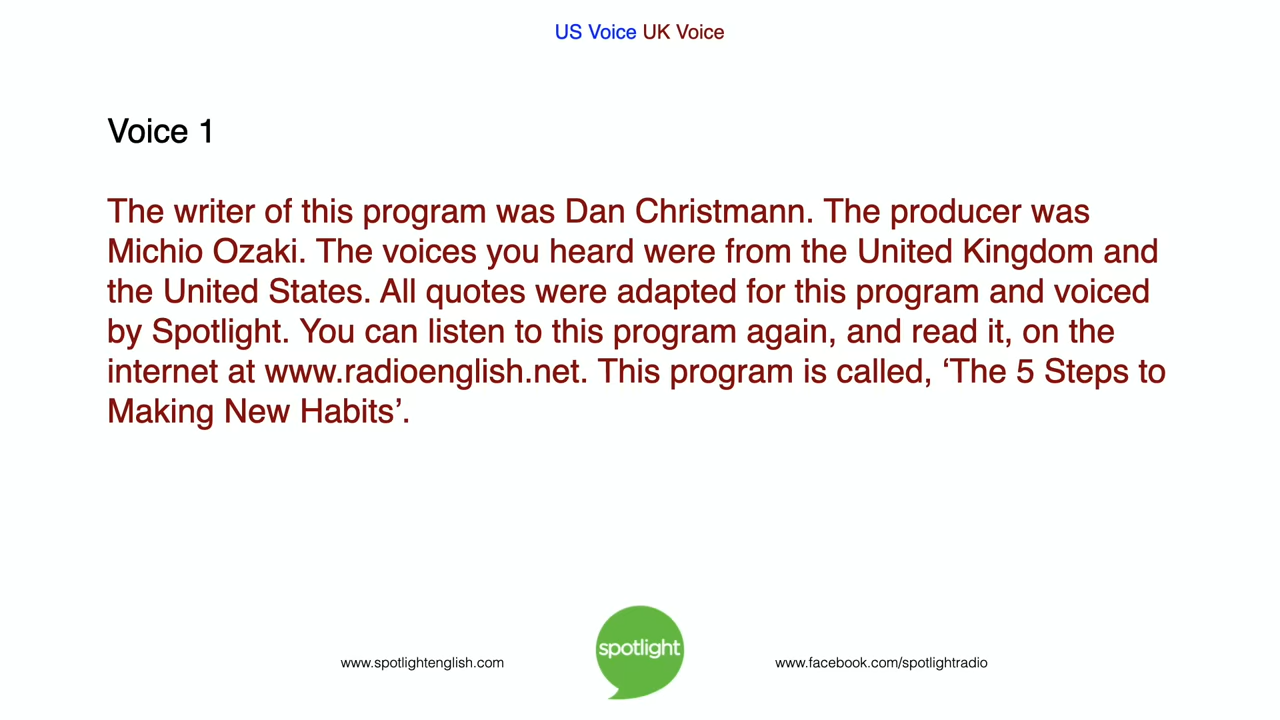 US Voice UK Voice
Voice 1
The writer of this program was Dan Christmann. The producer was
Michio Ozaki. The voices you heard were from the United Kingdom and
the United States. All quotes were adapted for this program and voiced
by Spotlight. You can listen to this program again, and read it, on the
internet at www.radioenglish.net. This program is called, ‘The 5 Steps to
Making New Habits’.
spotlight
www.spotlightenglish.com
www.facebook.com/spotlightradio